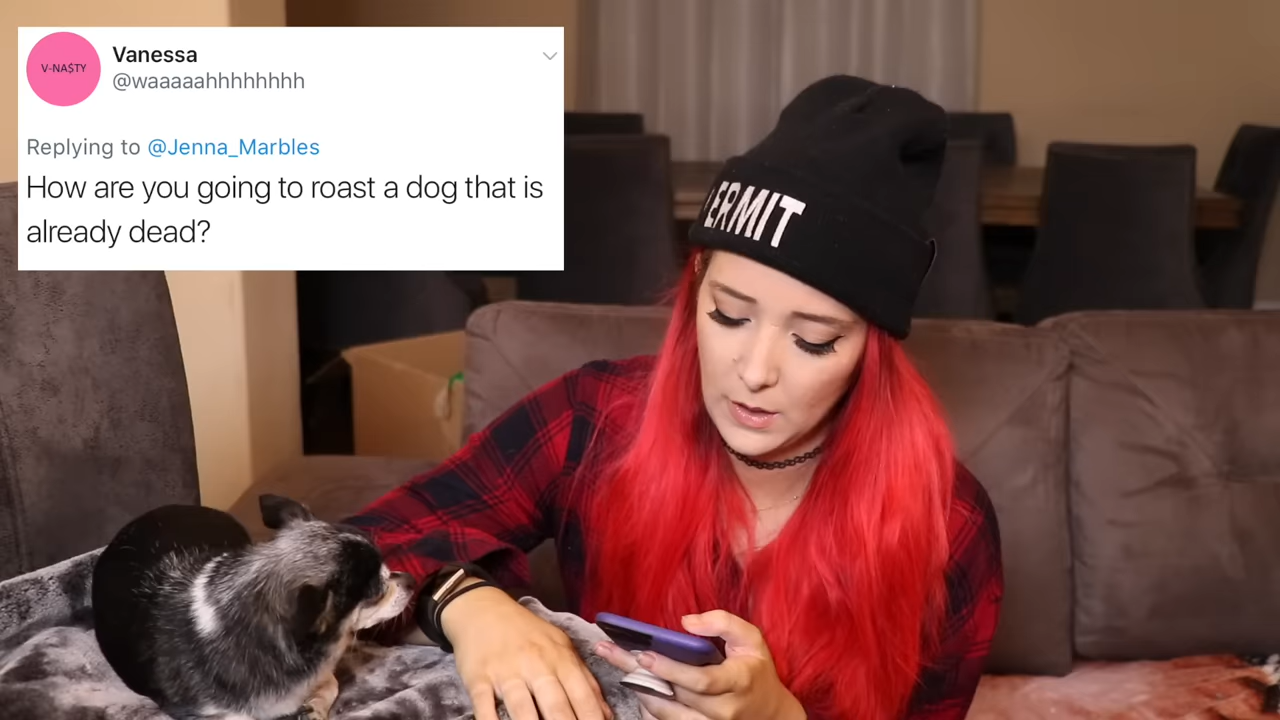 V-NA$TY
Vanessa
@waaaaahhhhhhhh
Replying to @Jenna_Marbles
How are you going to roast a dog that is
already dead?
ERMIT